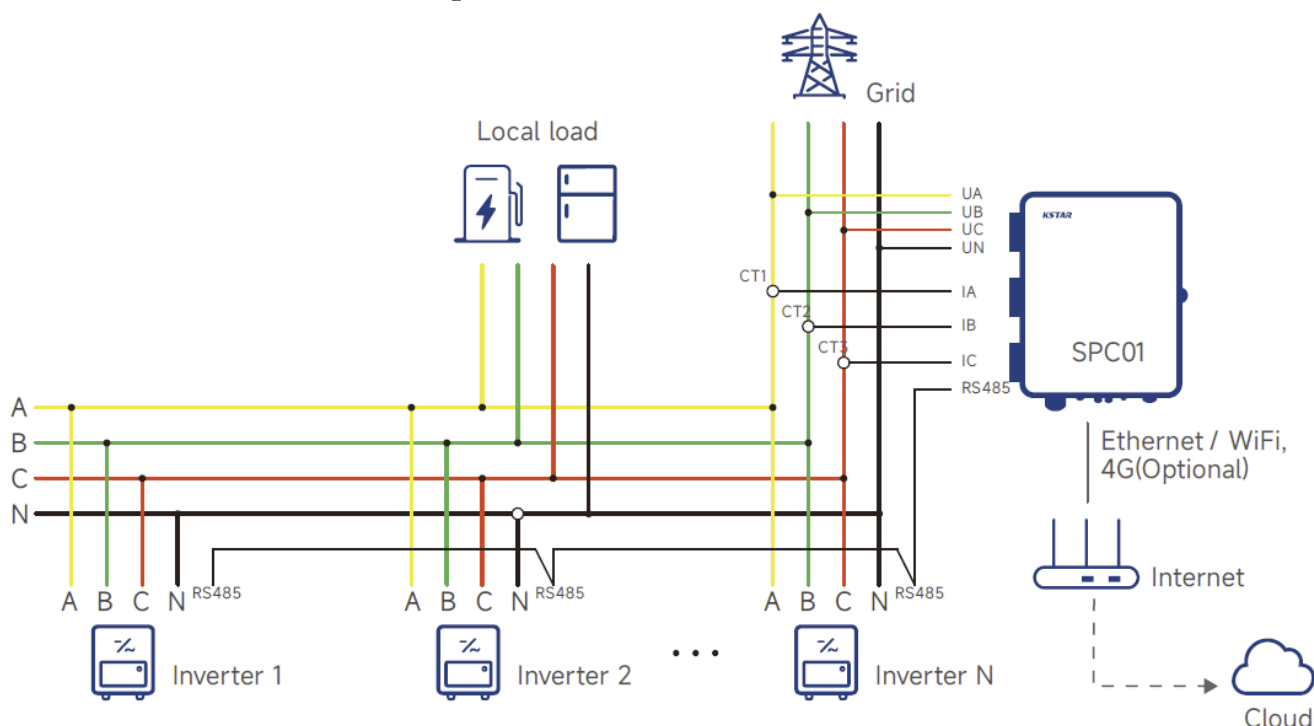 Grid
Local load
UA
UB
UC
UN
KSTAR
CT1
IA
CT2
IB
CT3
IC
SPC01
RS485
A
B
C
N
Ethernet / WiFi,
4G(Optional)
A B C N RS485
A B C N RS485
A B C N RS485
Internet
Inverter 1
Inverter 2
...
Inverter N
Cloud